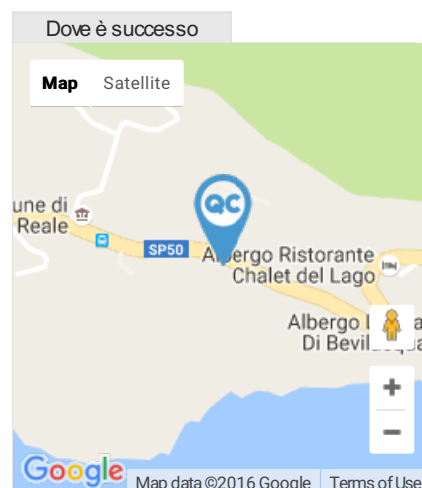 Dove è successo
Map Satellite
une di
Reale
QC
SP50
Albergo Ristorante
Chalet del Lago
Albergo L
Di Bevilacqua
+
−
Google
Map data ©2016 Google Terms of Use